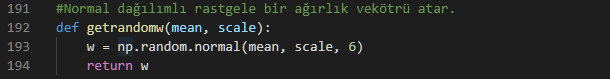 191 #Normal dağılımlı rastgele bir ağırlık vekötrü atar.
192 def getrandomw(mean, scale):
193     w = np.random.normal(mean, scale, 6)
194     return w